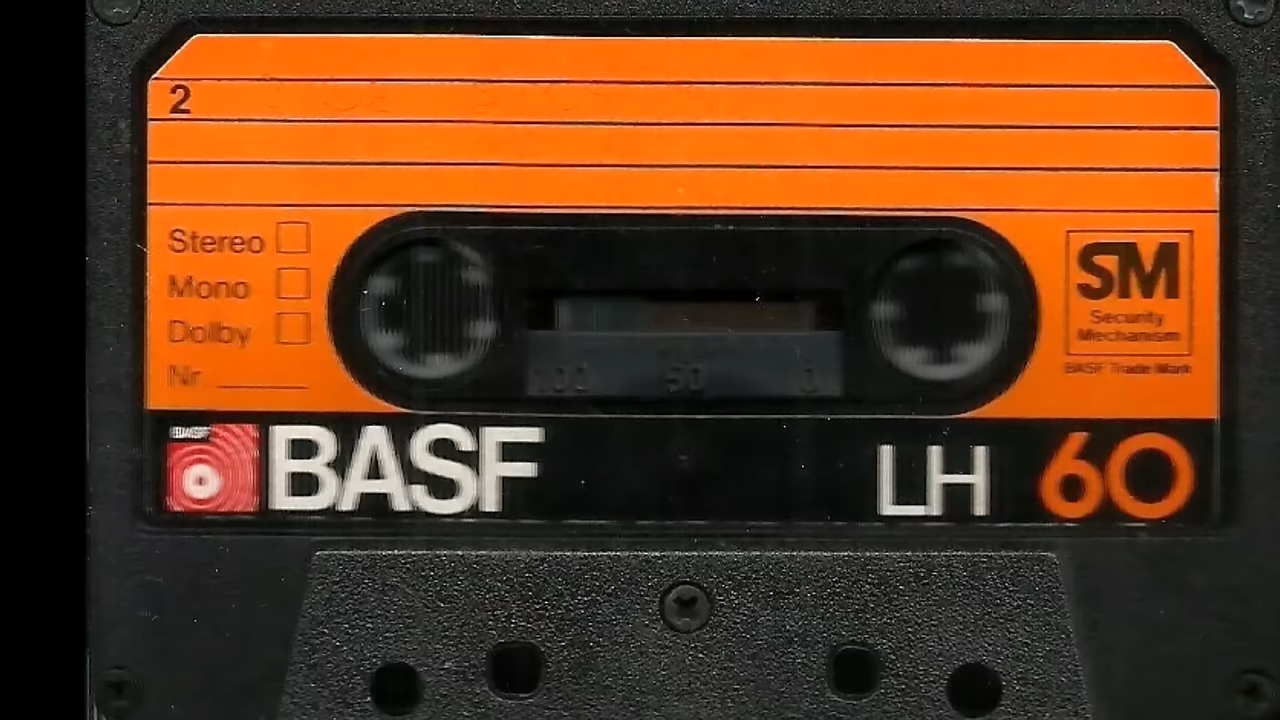 2
Stereo
Mono
Dolby
Nr.
SM
Security
Mechanism
BASF Trade Mark
100 50 0
BASF
BASF
LH 60